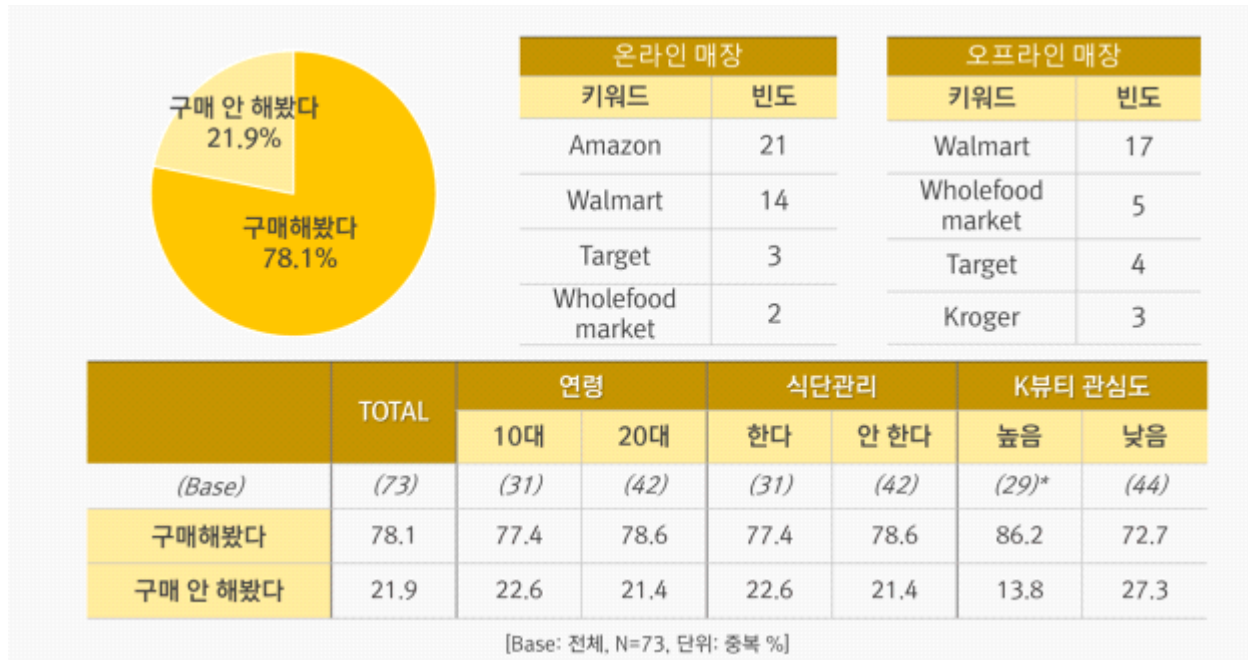 구매 안 해봤다
21.9%
구매해봤다
78.1%
온라인 매장
키워드 빈도
Amazon 21
Walmart 14
Target 3
Wholefood
market 2
오프라인 매장
키워드 빈도
Walmart 17
Wholefood
market 5
Target 4
Kroger 3
TOTAL 연령 식단관리 K뷰티 관심도
10대 20대 한다 안 한다 높음 낮음
(Base) (73) (31) (42) (31) (42) (29)* (44)
구매해봤다 78.1 77.4 78.6 77.4 78.6 86.2 72.7
구매 안 해봤다 21.9 22.6 21.4 22.6 21.4 13.8 27.3
[Base: 전체, N=73, 단위: 중복 %]